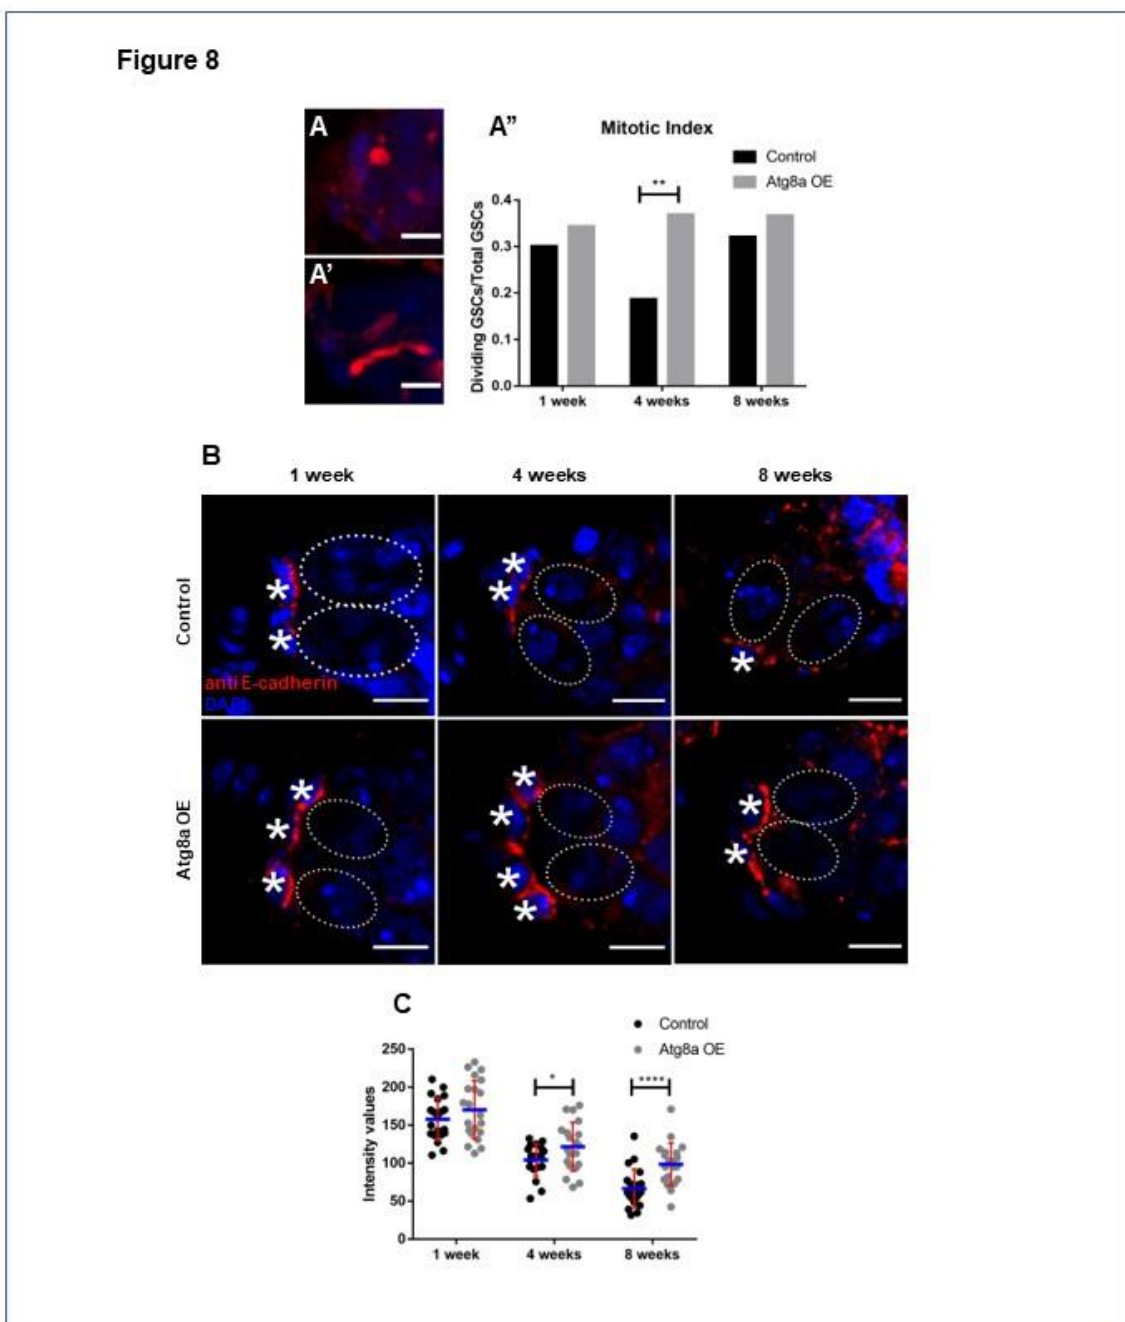 Figure 8
A
A'
A”
Mitotic Index
Control
Atg8a OE
**
Dividing GSCs/Total GSCs
0.4
0.3
0.2
0.1
0.0
1 week
4 weeks
8 weeks
B
1 week
4 weeks
8 weeks
Control
* * * * *
anti E-cadherin
DAPI
Atg8a OE
* * * * * * * * *
C
Control
Atg8a OE
Intensity values
250
200
150
100
50
0
*
****
1 week
4 weeks
8 weeks